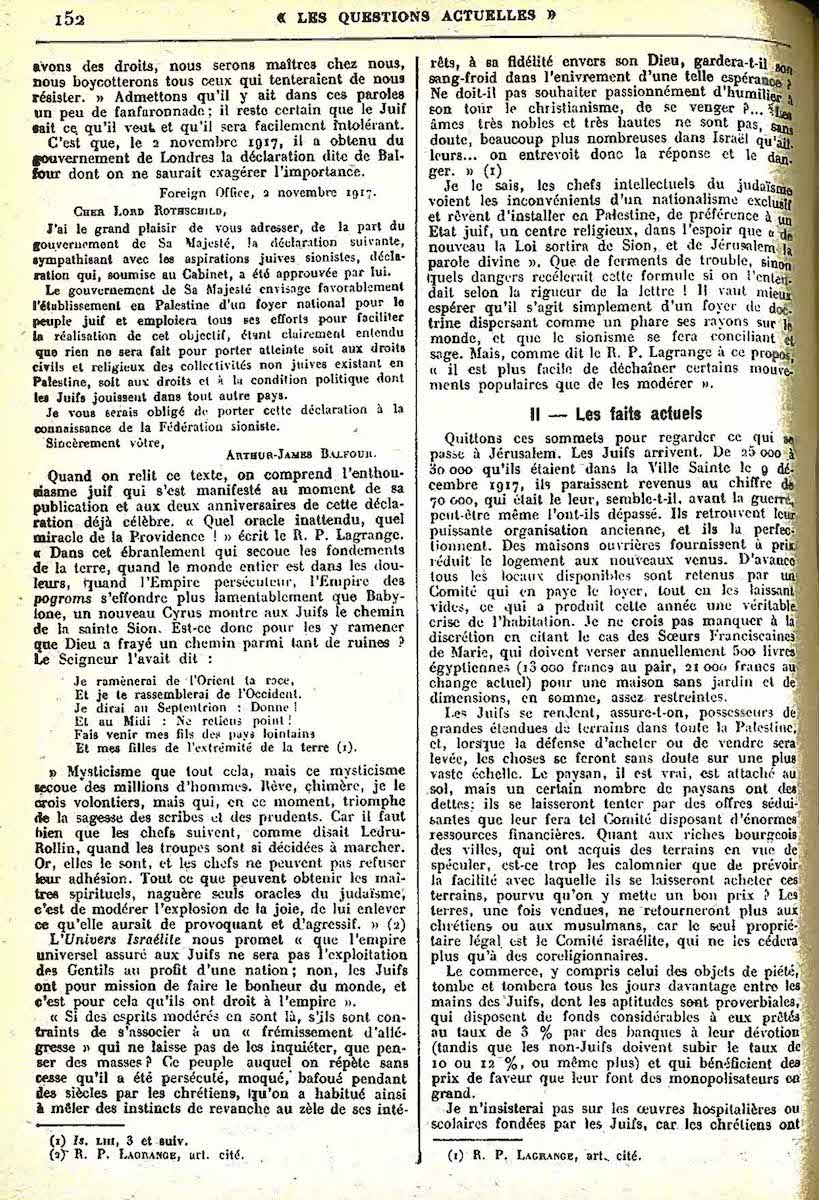 152
« LES QUESTIONS ACTUELLES »
avons des droits, nous serons maîtres chez nous,
nous boycotterons tous ceux qui tenteraient de nous
résister. » Admettons qu'il y ait dans ces paroles
un peu de fanfaronnade ; il reste certain que le Juif
sait ce qu'il veut et qu'il sera facilement intolérant.
C'est que, le 2 novembre 1917, il a obtenu du
gouvernement de Londres la déclaration dite de Bal-
four dont on ne saurait exagérer l'importance.
Foreign Office, 2 novembre 1917.
CHER LORD ROTHSCHILD,
J'ai le grand plaisir de vous adresser, de la part du
gouvernement de Sa Majesté, la déclaration suivante,
sympathisant avec les aspirations juives sionistes, décla-
ration qui, soumise au Cabinet, a été approuvée par lui.
Le gouvernement de Sa Majesté envisage favorablement
l'établissement en Palestine d'un foyer national pour le
peuple juif et emploiera tous ses efforts pour faciliter
la réalisation de cet objectif, étant clairement entendu
que rien ne sera fait pour porter atteinte soit aux droits
civils et religieux des collectivités non juives existant en
Palestine, soit aux droits et à la condition politique dont
les Juifs jouissent dans tout autre pays.
Je vous serais obligé de porter cette déclaration à la
connaissance de la Fédération sioniste.
Sincèrement vôtre,
ARTHUR-JAMES BALFOUR.
Quand on relit ce texte, on comprend l'enthou-
siasme juif qui s'est manifesté au moment de sa
publication et aux deux anniversaires de cette décla-
ration déjà célèbre. « Quel oracle inattendu, quel
miracle de la Providence ! » écrit le R. P. Lagrange.
« Dans cet ébranlement qui secoue les fondements
de la terre, quand le monde entier est dans les dou-
leurs, quand l'Empire persécuteur, l'Empire des
pogroms s'effondre plus lamentablement que Baby-
lone, un nouveau Cyrus montre aux Juifs le chemin
de la sainte Sion. Est-ce donc pour les y ramener
que Dieu a frayé un chemin parmi tant de ruines ?
Le Seigneur l'avait dit :
Je ramènerai de l'Orient ta race,
Et je te rassemblerai de l'Occident.
Je dirai au Septentrion : Donne !
Et au Midi : Ne retiens point !
Fais venir mes fils des pays lointains
Et mes filles de l'extrémité de la terre (1).
» Mysticisme que tout cela, mais ce mysticisme
secoue des millions d'hommes. Rêve, chimère, je le
crois volontiers, mais qui, en ce moment, triomphe
de la sagesse des scribes et des prudents. Car il faut
bien que les chefs suivent, comme disait Ledru-
Rollin, quand les troupes sont si décidées à marcher.
Or, elles le sont, et les chefs ne peuvent pas refuser
leur adhésion. Tout ce que peuvent obtenir les maî-
tres spirituels, naguère seuls oracles du judaïsme,
c'est de modérer l'explosion de la joie, de lui enlever
ce qu'elle aurait de provoquant et d'agressif. » (2)
L'Univers Israélite nous promet « que l'empire
universel assuré aux Juifs ne sera pas l'exploitation
des Gentils au profit d'une nation ; non, les Juifs
ont pour mission de faire le bonheur du monde, et
c'est pour cela qu'ils ont droit à l'empire ».
« Si des esprits modérés en sont là, s'ils sont con-
traints de s'associer à un « frémissement d'allé-
gresse » qui ne laisse pas de les inquiéter, que pen-
ser des masses ? Ce peuple auquel on répète sans
cesse qu'il a été persécuté, moqué, bafoué pendant
des siècles par les chrétiens, qu'on a habitué ainsi
à mêler des instincts de revanche au zèle de ses inté-
(1) Is. LIII, 3 et suiv.
(2) R. P. LAGRANGE, art. cité.
rêts, à sa fidélité envers son Dieu, gardera-t-il son
sang-froid dans l'enivrement d'une telle espérance ?
Ne doit-il pas souhaiter passionnément d'humilier à
son tour le christianisme, de se venger ?... Les
âmes très nobles et très hautes ne sont pas, sans
doute, beaucoup plus nombreuses dans Israël qu'ail-
leurs... on entrevoit donc la réponse et le dan-
ger. » (1)
Je le sais, les chefs intellectuels du judaïsme
voient les inconvénients d'un nationalisme exclusif
et rêvent d'installer en Palestine, de préférence à un
Etat juif, un centre religieux, dans l'espoir que « de
nouveau la Loi sortira de Sion, et de Jérusalem la
parole divine ». Que de ferments de trouble, sinon
quels dangers recélerait cette formule si on l'enten-
dait selon la rigueur de la lettre ! Il vaut mieux
espérer qu'il s'agit simplement d'un foyer de doc-
trine dispersant comme un phare ses rayons sur le
monde, et que le sionisme se fera conciliant et
sage. Mais, comme dit le R. P. Lagrange à ce propos,
« il est plus facile de déchaîner certains mouve-
ments populaires que de les modérer ».
II — Les faits actuels
Quittons ces sommets pour regarder ce qui se
passe à Jérusalem. Les Juifs arrivent. De 25 000 à
30 000 qu'ils étaient dans la Ville Sainte le 9 dé-
cembre 1917, ils paraissent revenus au chiffre de
70 000, qui était le leur, semble-t-il, avant la guerre,
peut-être même l'ont-ils dépassé. Ils retrouvent leur
puissante organisation ancienne, et ils la perfec-
tionnent. Des maisons ouvrières fournissent à prix
réduit le logement aux nouveaux venus. D'avance
tous les locaux disponibles sont retenus par un
Comité qui en paye le loyer, tout en les laissant
vides, ce qui a produit cette année une véritable
crise de l'habitation. Je ne crois pas manquer à la
discrétion en citant le cas des Sœurs Franciscaines
de Marie, qui doivent verser annuellement 500 livres
égyptiennes (13 000 francs au pair, 21 000 francs au
change actuel) pour une maison sans jardin et de
dimensions, en somme, assez restreintes.
Les Juifs se rendent, assure-t-on, possesseurs de
grandes étendues de terrains dans toute la Palestine,
et, lorsque la défense d'acheter ou de vendre sera
levée, les choses se feront sans doute sur une plus
vaste échelle. Le paysan, il est vrai, est attaché au
sol, mais un certain nombre de paysans ont des
dettes; ils se laisseront tenter par des offres sédui-
santes que leur fera tel Comité disposant d'énormes
ressources financières. Quant aux riches bourgeois
des villes, qui ont acquis des terrains en vue de
spéculer, est-ce trop les calomnier que de prévoir
la facilité avec laquelle ils se laisseront acheter ces
terrains, pourvu qu'on y mette un bon prix ? Les
terres, une fois vendues, ne retourneront plus aux
chrétiens ou aux musulmans, car le seul proprié-
taire légal est le Comité israélite, qui ne les cédera
plus qu'à des coreligionnaires.
Le commerce, y compris celui des objets de piété,
tombe et tombera tous les jours davantage entre les
mains des Juifs, dont les aptitudes sont proverbiales,
qui disposent de fonds considérables à eux prêtés
au taux de 3 % par des banques à leur dévotion
(tandis que les non-Juifs doivent subir le taux de
10 ou 12 %, ou même plus) et qui bénéficient des
prix de faveur que leur font des monopolisateurs en
grand.
Je n'insisterai pas sur les œuvres hospitalières ou
scolaires fondées par les Juifs, car les chrétiens ont
(1) R. P. LAGRANGE, art. cité.